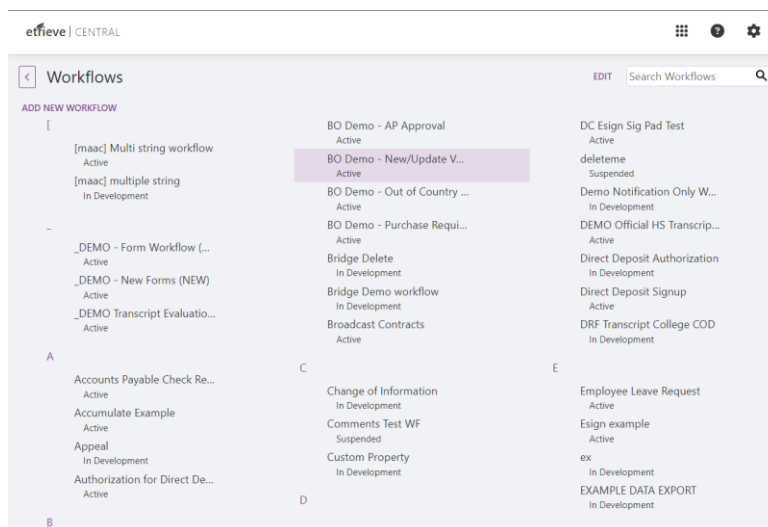 etrieve | CENTRAL
?
Workflows
EDIT
Search Workflows
ADD NEW WORKFLOW
[
[maac] Multi string workflow
Active
[maac] multiple string
In Development
_
_DEMO - Form Workflow (...
Active
_DEMO - New Forms (NEW)
Active
_DEMO Transcript Evaluatio...
Active
A
Accounts Payable Check Re...
Active
Accumulate Example
Active
Appeal
In Development
Authorization for Direct De...
Active
B
BO Demo - AP Approval
Active
BO Demo - New/Update V...
Active
BO Demo - Out of Country ...
Active
BO Demo - Purchase Requi...
Active
Bridge Delete
In Development
Bridge Demo workflow
In Development
Broadcast Contracts
Active
C
Change of Information
In Development
Comments Test WF
Suspended
Custom Property
In Development
D
DC Esign Sig Pad Test
Active
deleteme
Suspended
Demo Notification Only W...
In Development
DEMO Official HS Transcrip...
Active
Direct Deposit Authorization
In Development
Direct Deposit Signup
Active
DRF Transcript College COD
In Development
E
Employee Leave Request
Active
Esign example
Active
ex
In Development
EXAMPLE DATA EXPORT
In Development